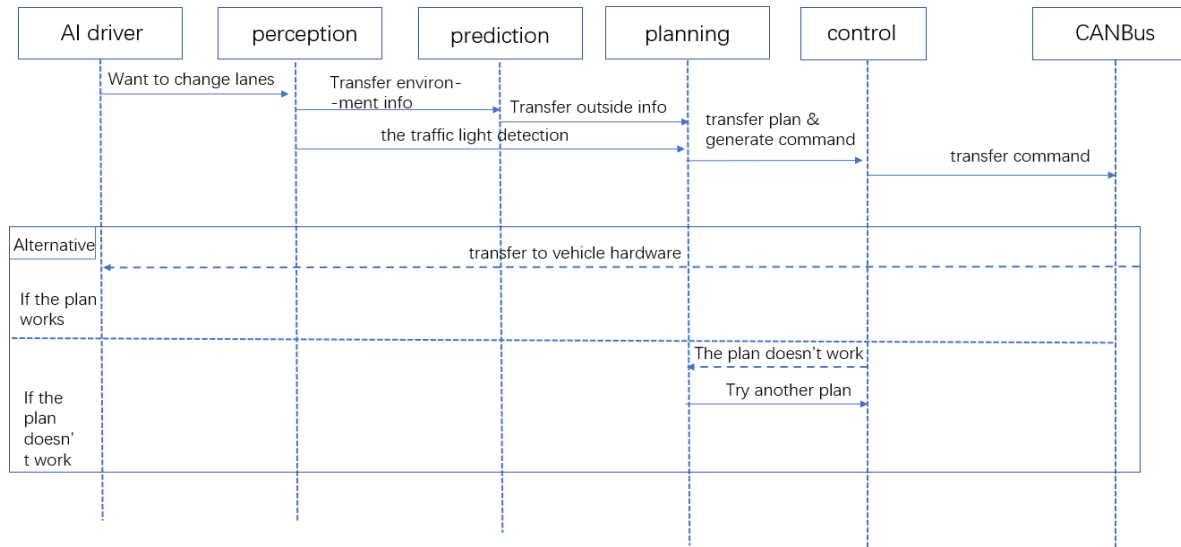 AI driver
perception
prediction
planning
control
CANBus
Want to change lanes
Transfer environ-
-ment info
Transfer outside info
the traffic light detection
transfer plan &
generate command
transfer command
Alternative
transfer to vehicle hardware
If the plan
works
The plan doesn't work
Try another plan
If the
plan
doesn'
t work